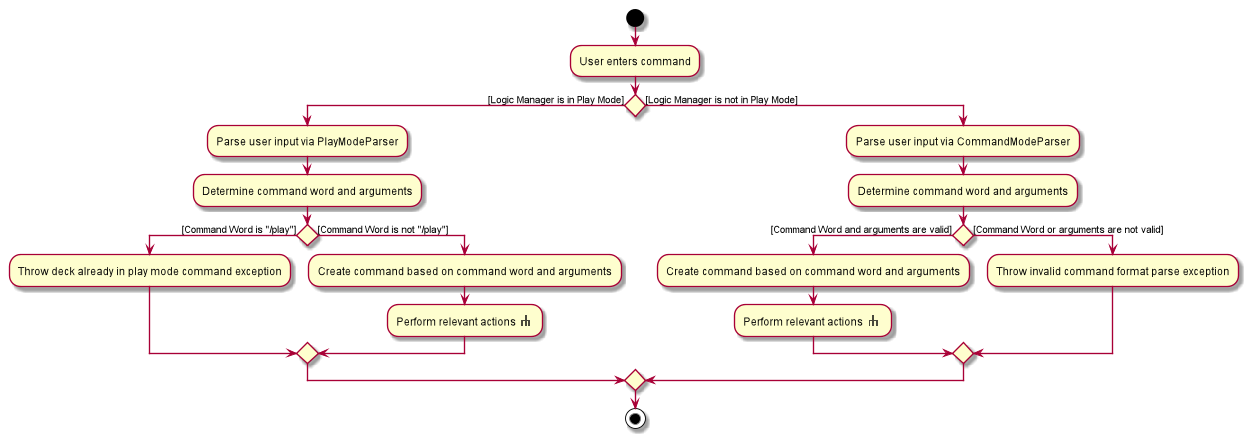 User enters command
[Logic Manager is in Play Mode]
[Logic Manager is not in Play Mode]
Parse user input via PlayModeParser
Parse user input via CommandModeParser
Determine command word and arguments
Determine command word and arguments
[Command Word is "/play"]
[Command Word is not "/play"]
[Command Word and arguments are valid]
[Command Word or arguments are not valid]
Throw deck already in play mode command exception
Create command based on command word and arguments
Create command based on command word and arguments
Throw invalid command format parse exception
Perform relevant actions
Perform relevant actions